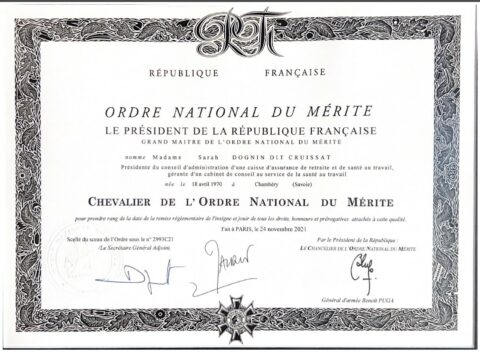 RF
RÉPUBLIQUE FRANÇAISE
ORDRE NATIONAL DU MÉRITE
LE PRÉSIDENT DE LA RÉPUBLIQUE FRANÇAISE
GRAND MAITRE DE L'ORDRE NATIONAL DU MÉRITE
nomme Madame Sarah DOGNIN DIT CRUISSAT
Présidente du conseil d'administration d'une caisse d'assurance de retraite et de santé au travail,
gérante d'un cabinet de conseil au service de la santé au travail
née le 18 avril 1970 à Chambéry (Savoie)
CHEVALIER DE L'ORDRE NATIONAL DU MÉRITE
pour prendre rang de la date de la remise réglementaire de l'insigne et jouir de tous les droits, honneurs et prérogatives attachés à cette qualité.
Fait à PARIS, le 24 novembre 2021
Scellé du sceau de l'Ordre sous le n° 2993C21
(Le Secrétaire Général Adjoint)
Par le Président de la République :
LE CHANCELIER DE L'ORDRE NATIONAL DU MÉRITE
Général d'armée Benoît PUGA